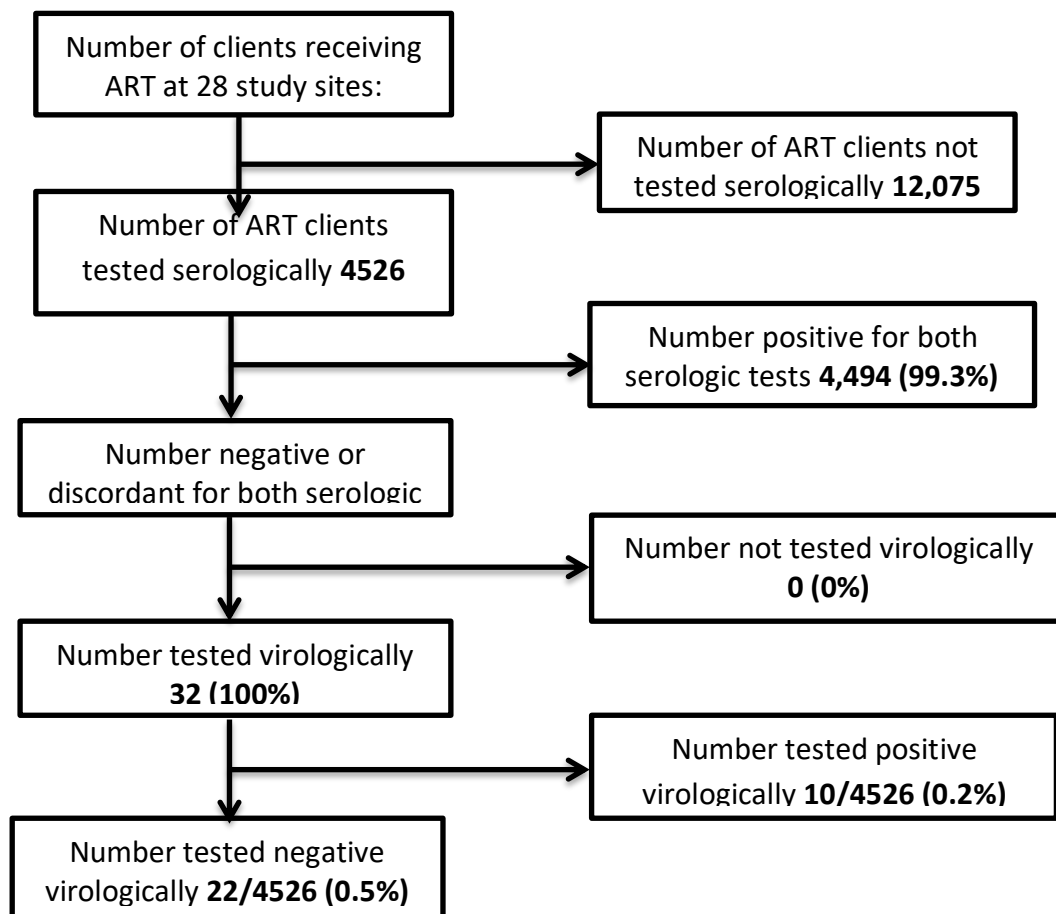 Number of clients receiving
ART at 28 study sites:
Number of ART clients not
tested serologically 12,075
Number of ART clients
tested serologically 4526
Number positive for both
serologic tests 4,494 (99.3%)
Number negative or
discordant for both serologic
Number not tested virologically
0 (0%)
Number tested virologically
32 (100%)
Number tested positive
virologically 10/4526 (0.2%)
Number tested negative
virologically 22/4526 (0.5%)